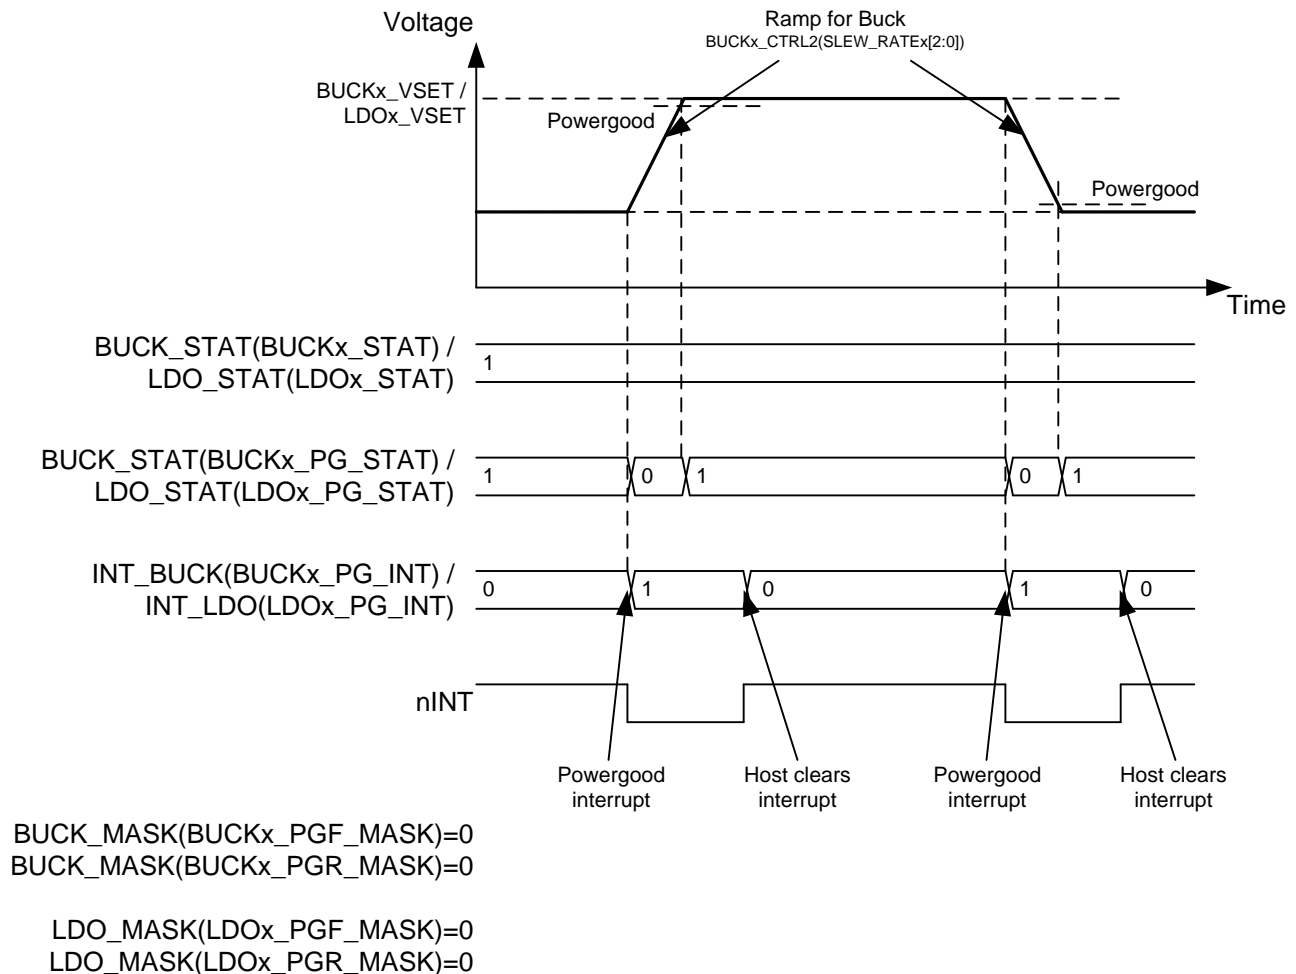 Voltage
Ramp for Buck
BUCKx_CTRL2(SLEW_RATEx[2:0])
BUCKx_VSET /
LDOx_VSET
Powergood
Powergood
Time
BUCK_STAT(BUCKx_STAT) /
LDO_STAT(LDOx_STAT)
1
BUCK_STAT(BUCKx_PG_STAT) /
LDO_STAT(LDOx_PG_STAT)
1 0 1 0 1
INT_BUCK(BUCKx_PG_INT) /
INT_LDO(LDOx_PG_INT)
0 1 0 1 0
nINT
Powergood
interrupt
Host clears
interrupt
Powergood
interrupt
Host clears
interrupt
BUCK_MASK(BUCKx_PGF_MASK)=0
BUCK_MASK(BUCKx_PGR_MASK)=0
LDO_MASK(LDOx_PGF_MASK)=0
LDO_MASK(LDOx_PGR_MASK)=0